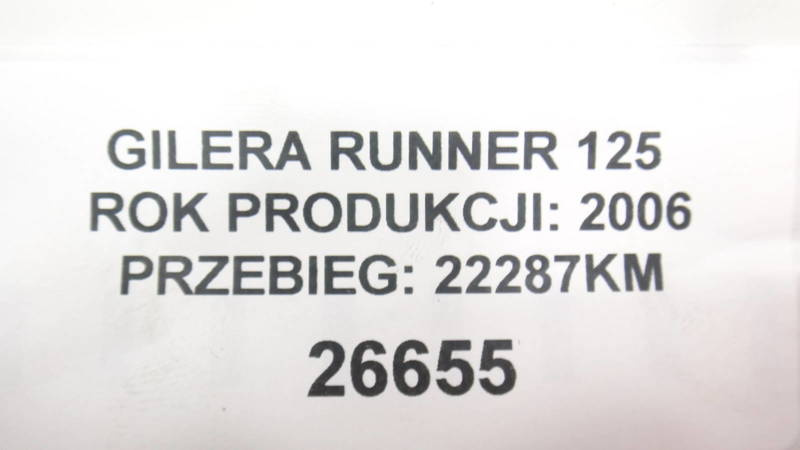 GILERA RUNNER 125
ROK PRODUKCJI: 2006
PRZEBIEG: 22287KM
26655